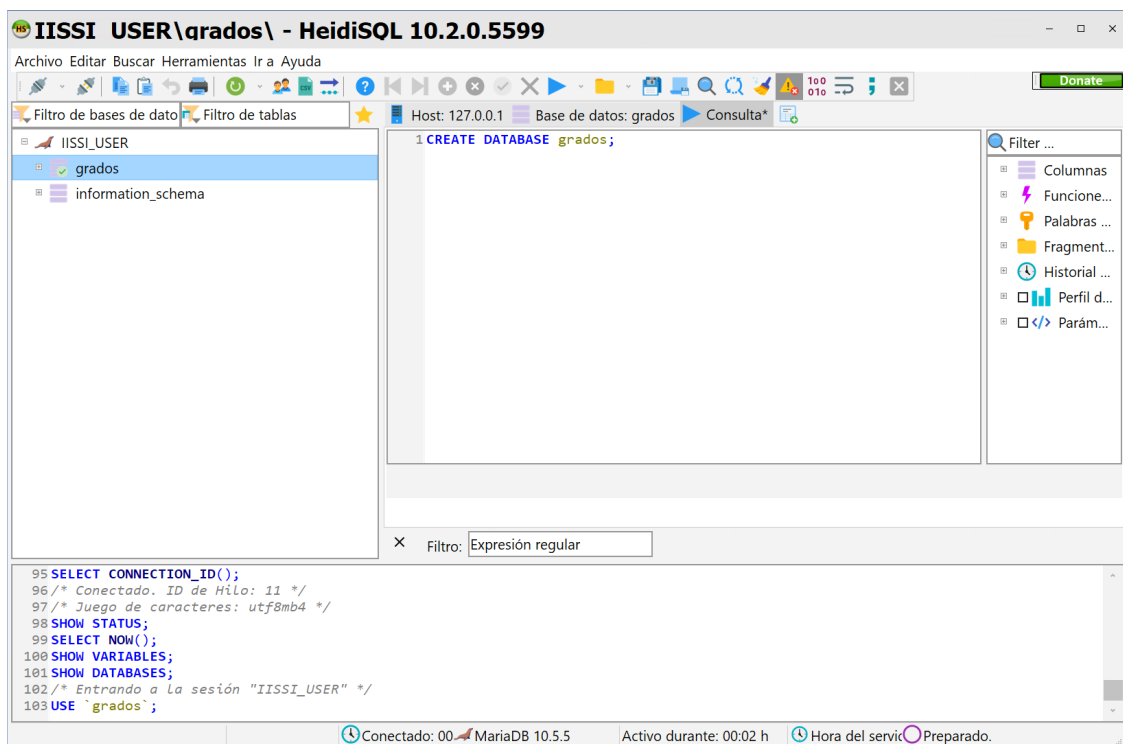 IISSI_USER\grados\ - HeidiSQL 10.2.0.5599
Archivo Editar Buscar Herramientas Ir a Ayuda
Donate
Filtro de bases de dato Filtro de tablas
Host: 127.0.0.1 Base de datos: grados Consulta*
IISSI_USER
grados
information_schema
1 CREATE DATABASE grados;
Filter ...
Columnas
Funcione...
Palabras ...
Fragment...
Historial ...
Perfil d...
Parám...
Filtro: Expresión regular
95 SELECT CONNECTION_ID();
96 /* Conectado. ID de Hilo: 11 */
97 /* Juego de caracteres: utf8mb4 */
98 SHOW STATUS;
99 SELECT NOW();
100 SHOW VARIABLES;
101 SHOW DATABASES;
102 /* Entrando a la sesión "IISSI_USER" */
103 USE `grados`;
Conectado: 00 MariaDB 10.5.5 Activo durante: 00:02 h Hora del servic Preparado.